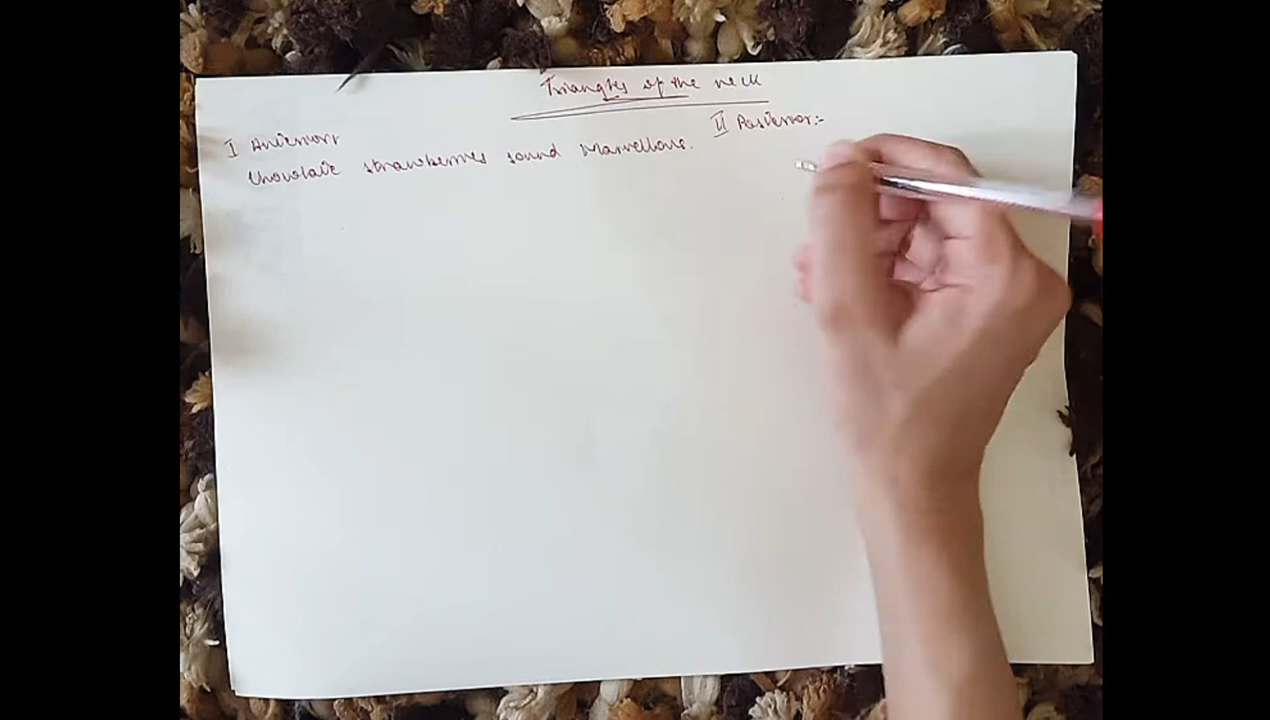 Triangles of the neck
I Anterior
Chocolate strawberries sound Marvellous.
II Posterior:-